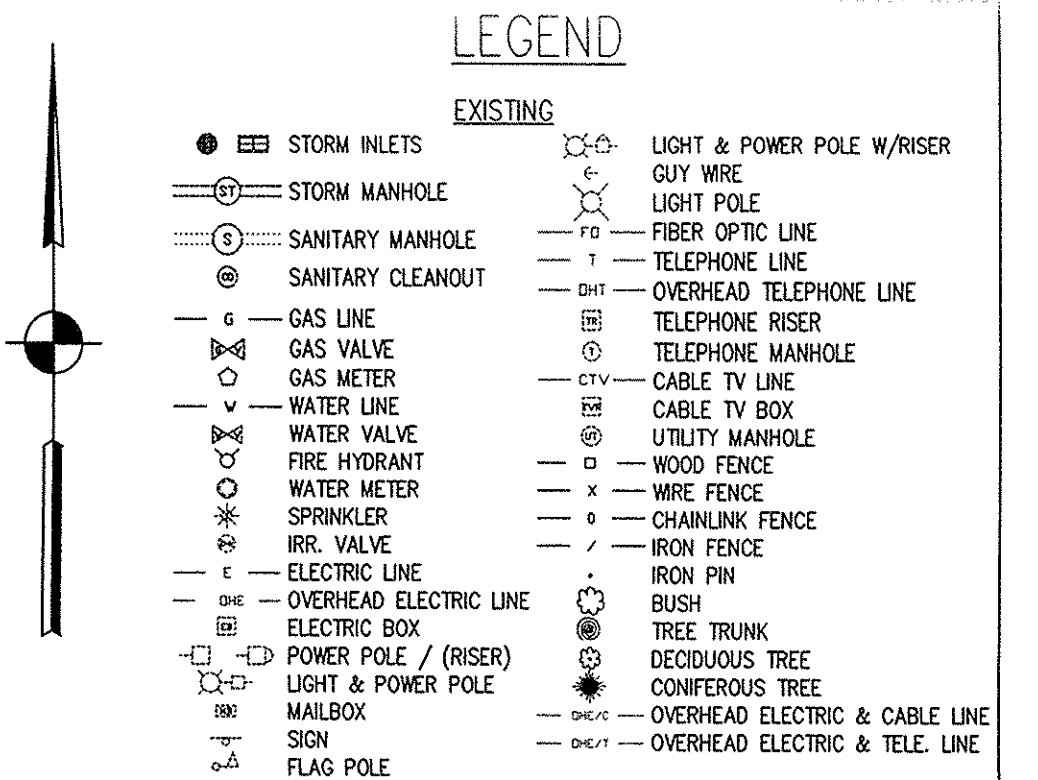 LEGEND
EXISTING
STORM INLETS
ST STORM MANHOLE
S SANITARY MANHOLE
SANITARY CLEANOUT
G GAS LINE
GAS VALVE
GAS METER
W WATER LINE
WATER VALVE
FIRE HYDRANT
WATER METER
SPRINKLER
IRR. VALVE
E ELECTRIC LINE
OHE OVERHEAD ELECTRIC LINE
ELECTRIC BOX
POWER POLE / (RISER)
LIGHT & POWER POLE
MAILBOX
SIGN
FLAG POLE
LIGHT & POWER POLE W/RISER
GUY WIRE
LIGHT POLE
FO FIBER OPTIC LINE
T TELEPHONE LINE
OHT OVERHEAD TELEPHONE LINE
TR TELEPHONE RISER
T TELEPHONE MANHOLE
CTV CABLE TV LINE
CABLE TV BOX
UT UTILITY MANHOLE
WOOD FENCE
X WIRE FENCE
CHAINLINK FENCE
IRON FENCE
IRON PIN
BUSH
TREE TRUNK
DECIDUOUS TREE
CONIFEROUS TREE
OHE/C OVERHEAD ELECTRIC & CABLE LINE
OHE/T OVERHEAD ELECTRIC & TELE. LINE